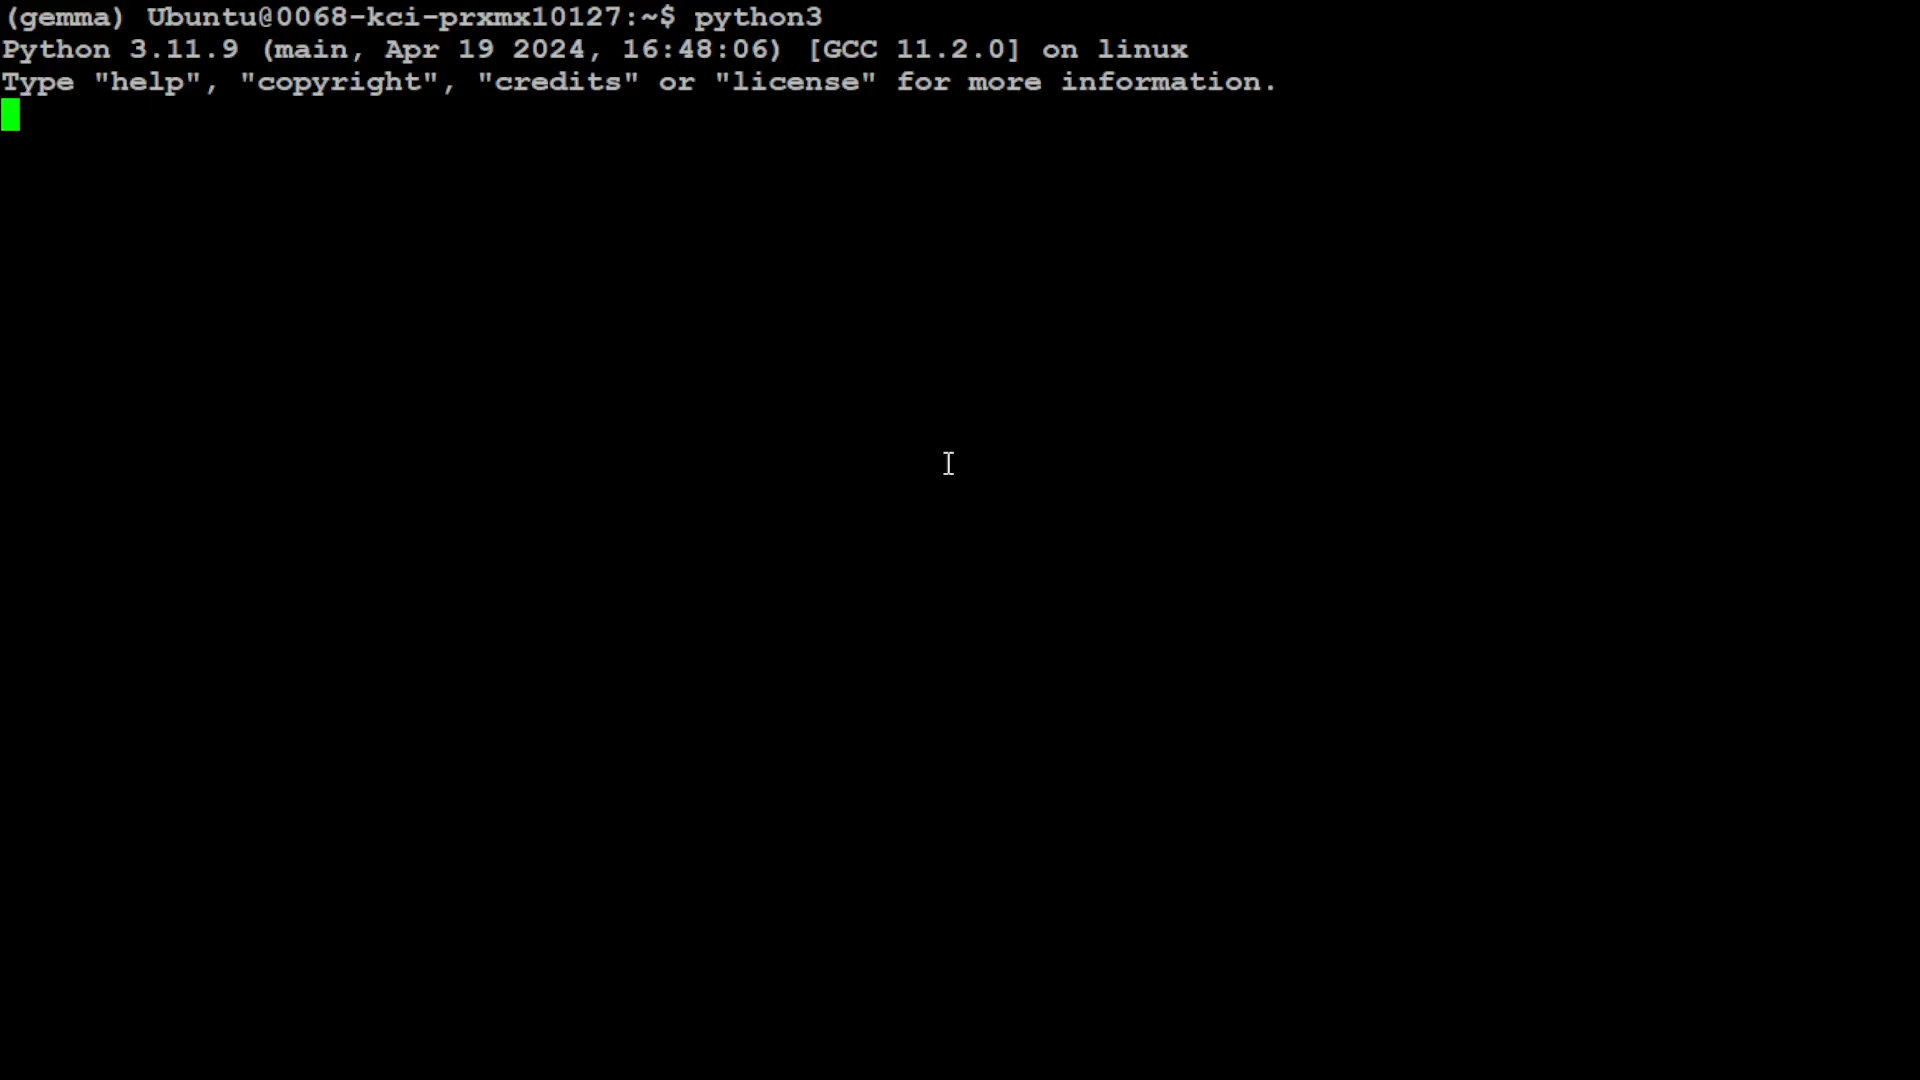 (gemma) Ubuntu@0068-kci-prxmx10127:~$ python3
Python 3.11.9 (main, Apr 19 2024, 16:48:06) [GCC 11.2.0] on linux
Type "help", "copyright", "credits" or "license" for more information.